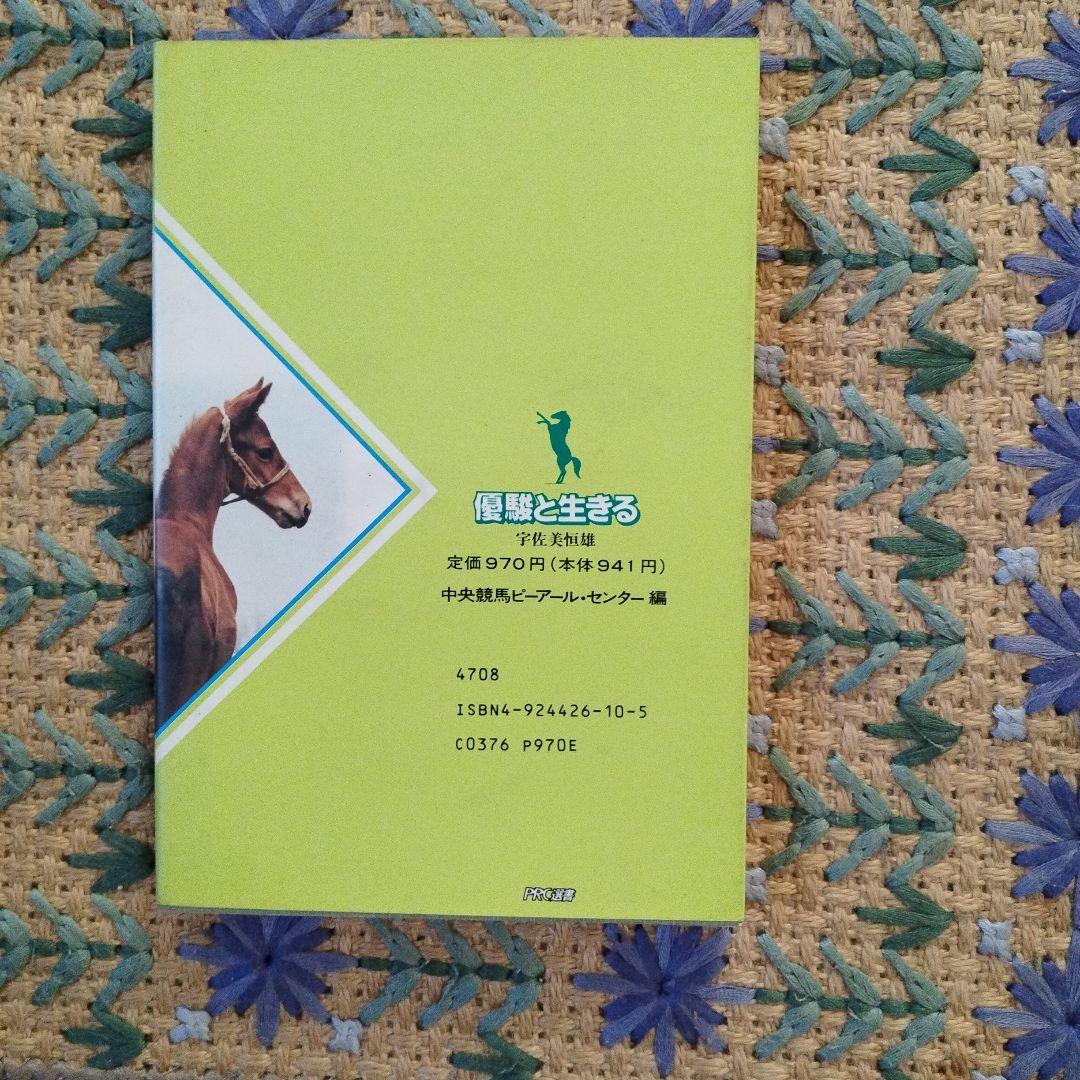 優駿と生きる
宇佐美恒雄
定価970円(本体941円)
中央競馬ピーアール・センター 編
4708
ISBN4-924426-10-5
C0376 P970E
PRC選書